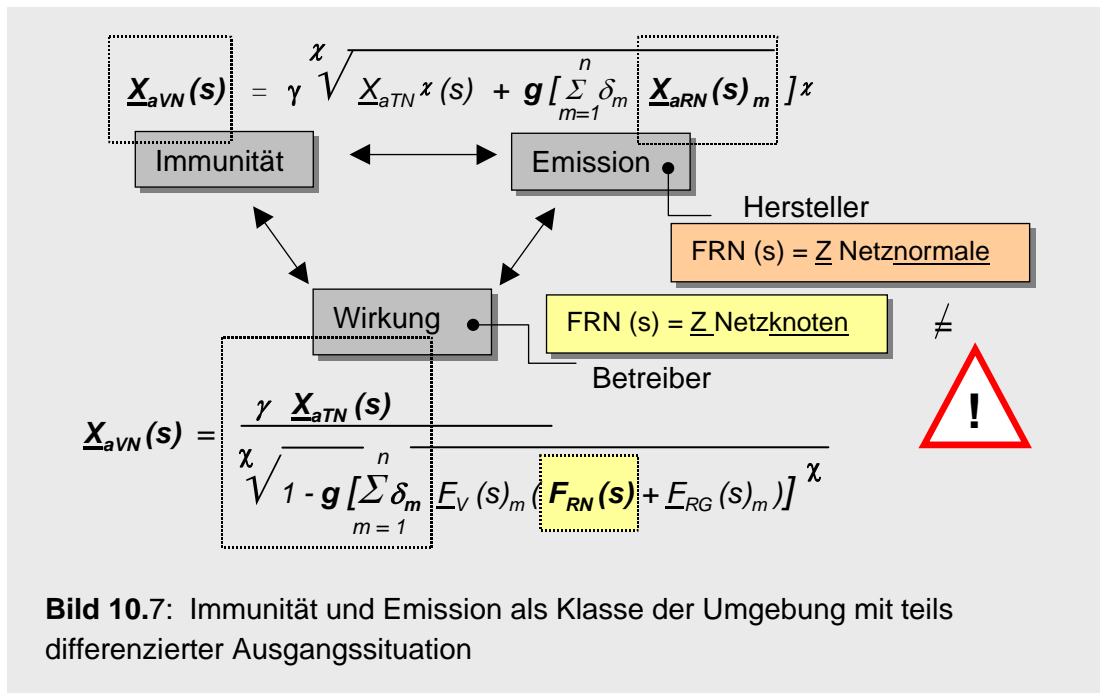 X_aVN (s) = γ χ√ X_aTN^χ (s) + g [ Σ_{m=1}^{n} δ_m X_aRN (s)_m ]^χ
Immunität
Emission
Hersteller
FRN (s) = Z Netznormale
Wirkung
FRN (s) = Z Netzknoten
≠
Betreiber
!
γ X_aTN (s)
X_aVN (s) =
χ√ 1 - g [ Σ_{m = 1}^{n} δ_m F_V (s)_m ( F_RN (s) + F_RG (s)_m )]^χ
Bild 10.7: Immunität und Emission als Klasse der Umgebung mit teils
differenzierter Ausgangssituation